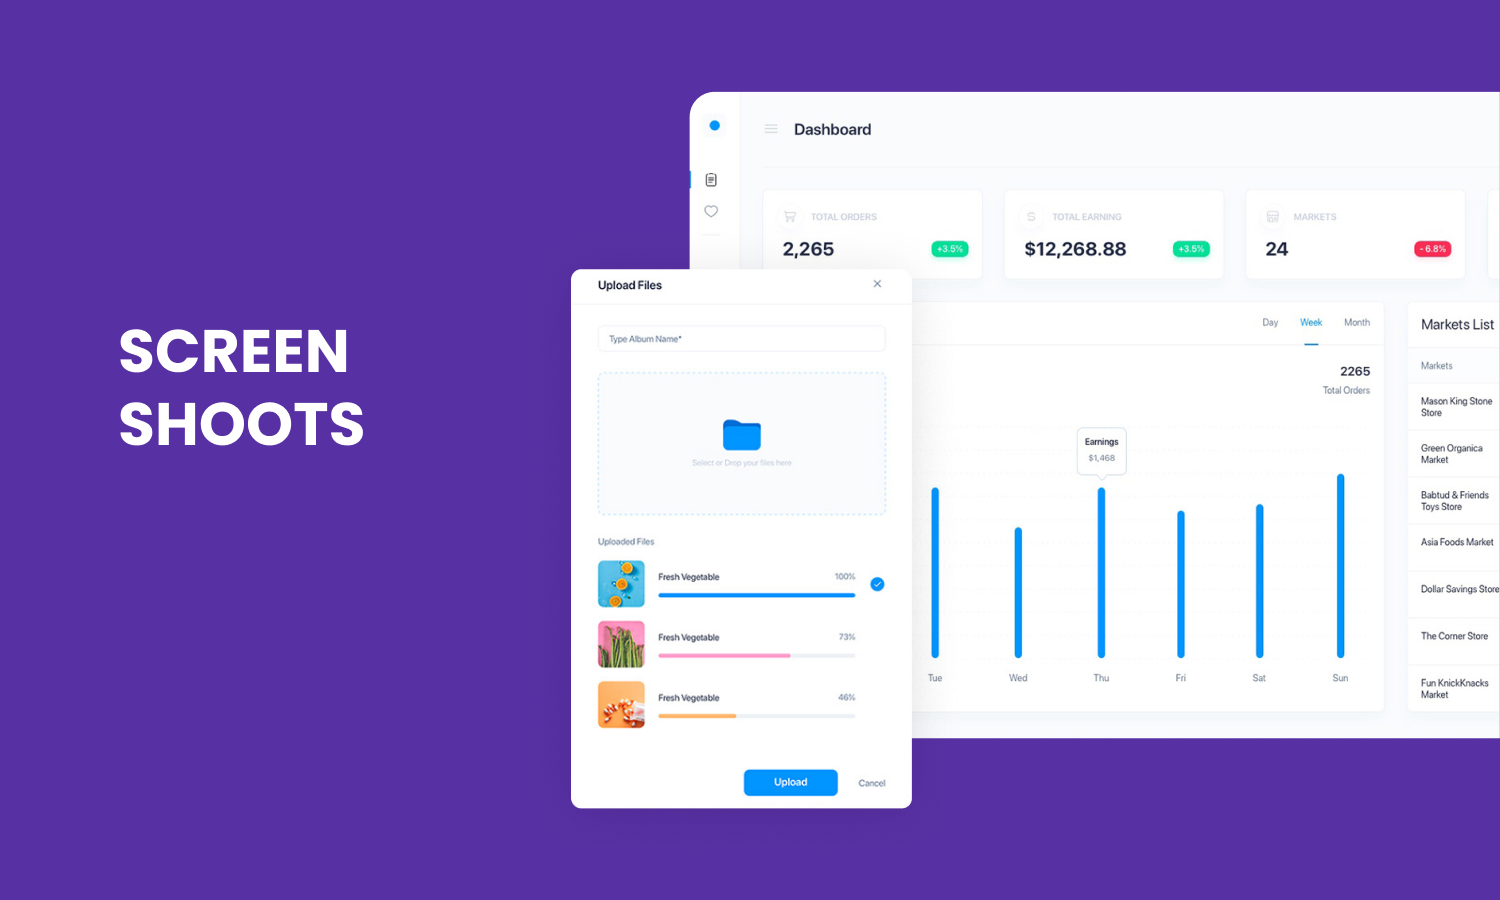 SCREEN
SHOOTS
Dashboard
TOTAL ORDERS
2,265
+3.5%
TOTAL EARNING
$12,268.88
+3.5%
MARKETS
24
- 6.8%
Upload Files
Type Album Name*
Select or Drop your files here
Uploaded Files
Fresh Vegetable
100%
Fresh Vegetable
73%
Fresh Vegetable
46%
Upload
Cancel
Day
Week
Month
2265
Total Orders
Earnings
$1,468
Tue
Wed
Thu
Fri
Sat
Sun
Markets List
Markets
Mason King Stone
Store
Green Organica
Market
Babtud & Friends
Toys Store
Asia Foods Market
Dollar Savings Store
The Corner Store
Fun KnickKnacks
Market